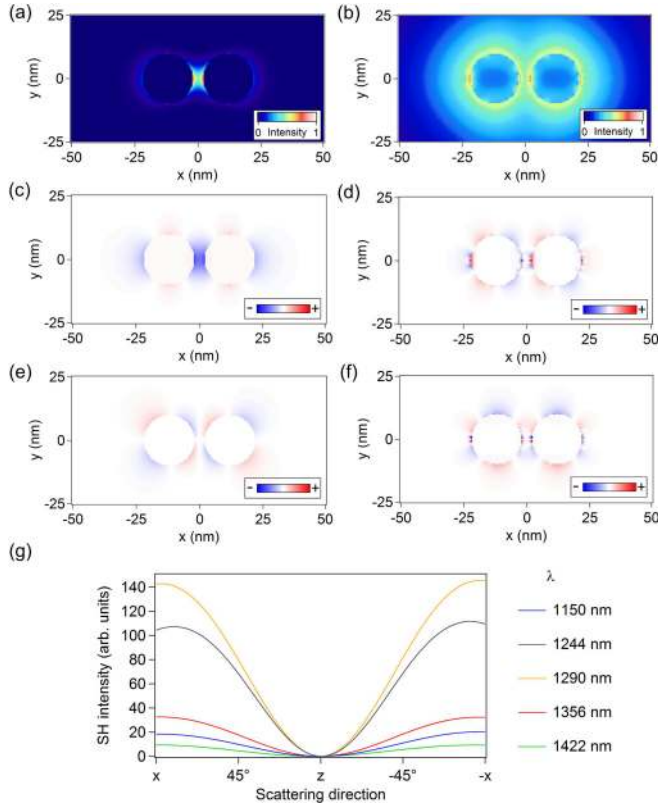 (a) (b)
25 25
y (nm) 0 y (nm) 0
0 Intensity 1 0 Intensity 1
-25 -25
-50 -25 0 25 50 -50 -25 0 25 50
x (nm) x (nm)
(c) (d)
25 25
y (nm) 0 y (nm) 0
- + - +
-25 -25
-50 -25 0 25 50 -50 -25 0 25 50
x (nm) x (nm)
(e) (f)
25 25
y (nm) 0 y (nm) 0
- + - +
-25 -25
-50 -25 0 25 50 -50 -25 0 25 50
x (nm) x (nm)
(g)
SH intensity (arb. units)
140
120
100
80
60
40
20
0
x 45° z -45° -x
Scattering direction
λ
1150 nm
1244 nm
1290 nm
1356 nm
1422 nm